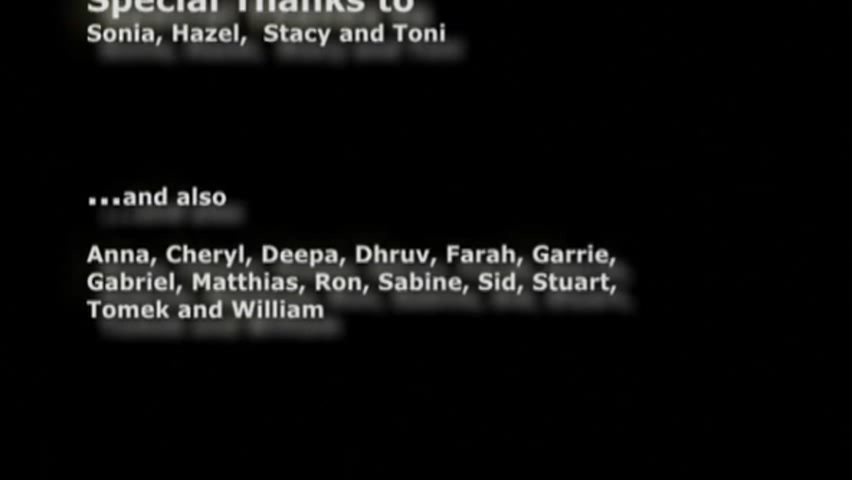 Special Thanks to
Sonia, Hazel,  Stacy and Toni
...and also
Anna, Cheryl, Deepa, Dhruv, Farah, Garrie,
Gabriel, Matthias, Ron, Sabine, Sid, Stuart,
Tomek and William